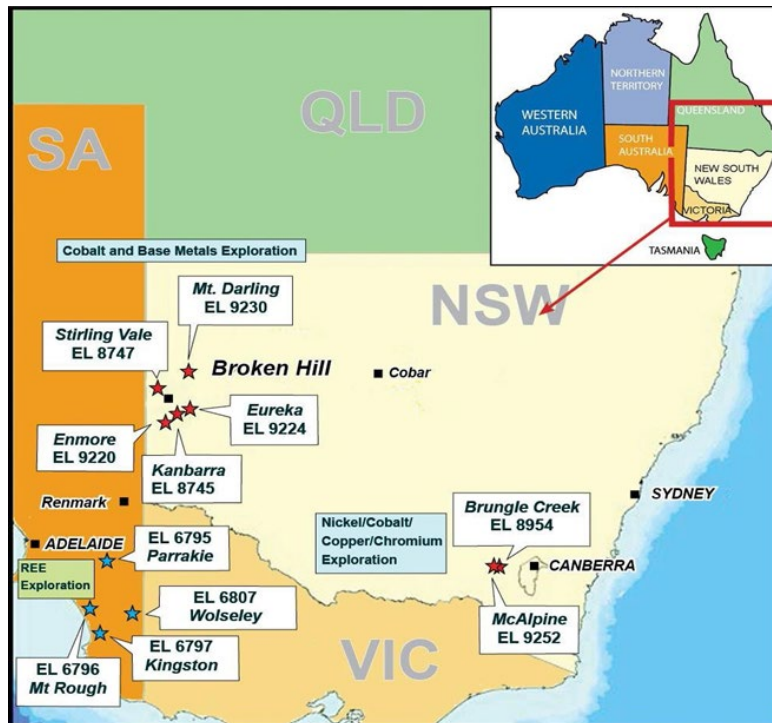 QLD
SA
NSW
VIC
WESTERN
AUSTRALIA
NORTHERN
TERRITORY
QUEENSLAND
SOUTH
AUSTRALIA
NEW SOUTH
WALES
VICTORIA
TASMANIA
Cobalt and Base Metals Exploration
Mt. Darling
EL 9230
Stirling Vale
EL 8747
Broken Hill
Cobar
Eureka
EL 9224
Enmore
EL 9220
Kanbarra
EL 8745
Renmark
ADELAIDE
SYDNEY
Brungle Creek
EL 8954
Nickel/Cobalt/
Copper/Chromium
Exploration
CANBERRA
McAlpine
EL 9252
EL 6795
Parrakie
REE
Exploration
EL 6807
Wolseley
EL 6797
Kingston
EL 6796
Mt Rough